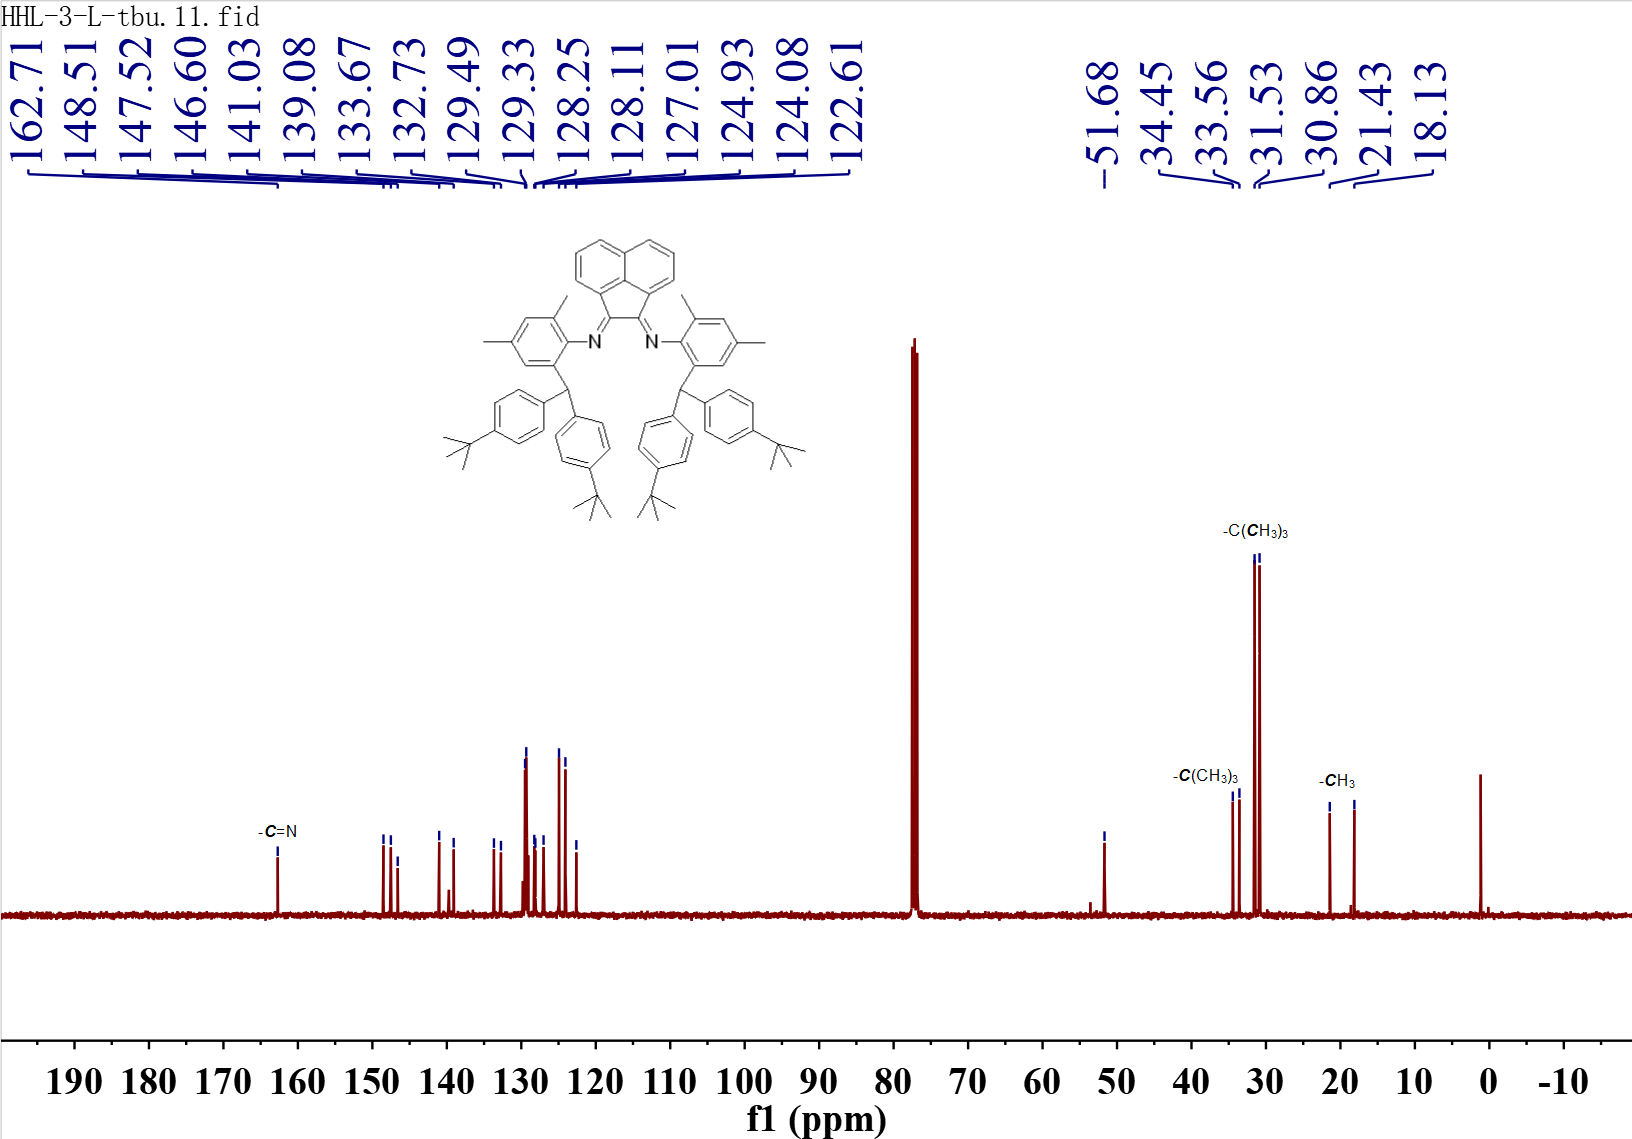 HHL-3-L-tbu.11.fid
162.71
148.51
147.52
146.60
141.03
139.08
133.67
132.73
129.49
129.33
128.25
128.11
127.01
124.93
124.08
122.61
-51.68
34.45
33.56
31.53
30.86
21.43
18.13
N N
-C(CH₃)₃
-C(CH₃)₃
-CH₃
-C=N
190 180 170 160 150 140 130 120 110 100 90 80 70 60 50 40 30 20 10 0 -10
f1 (ppm)